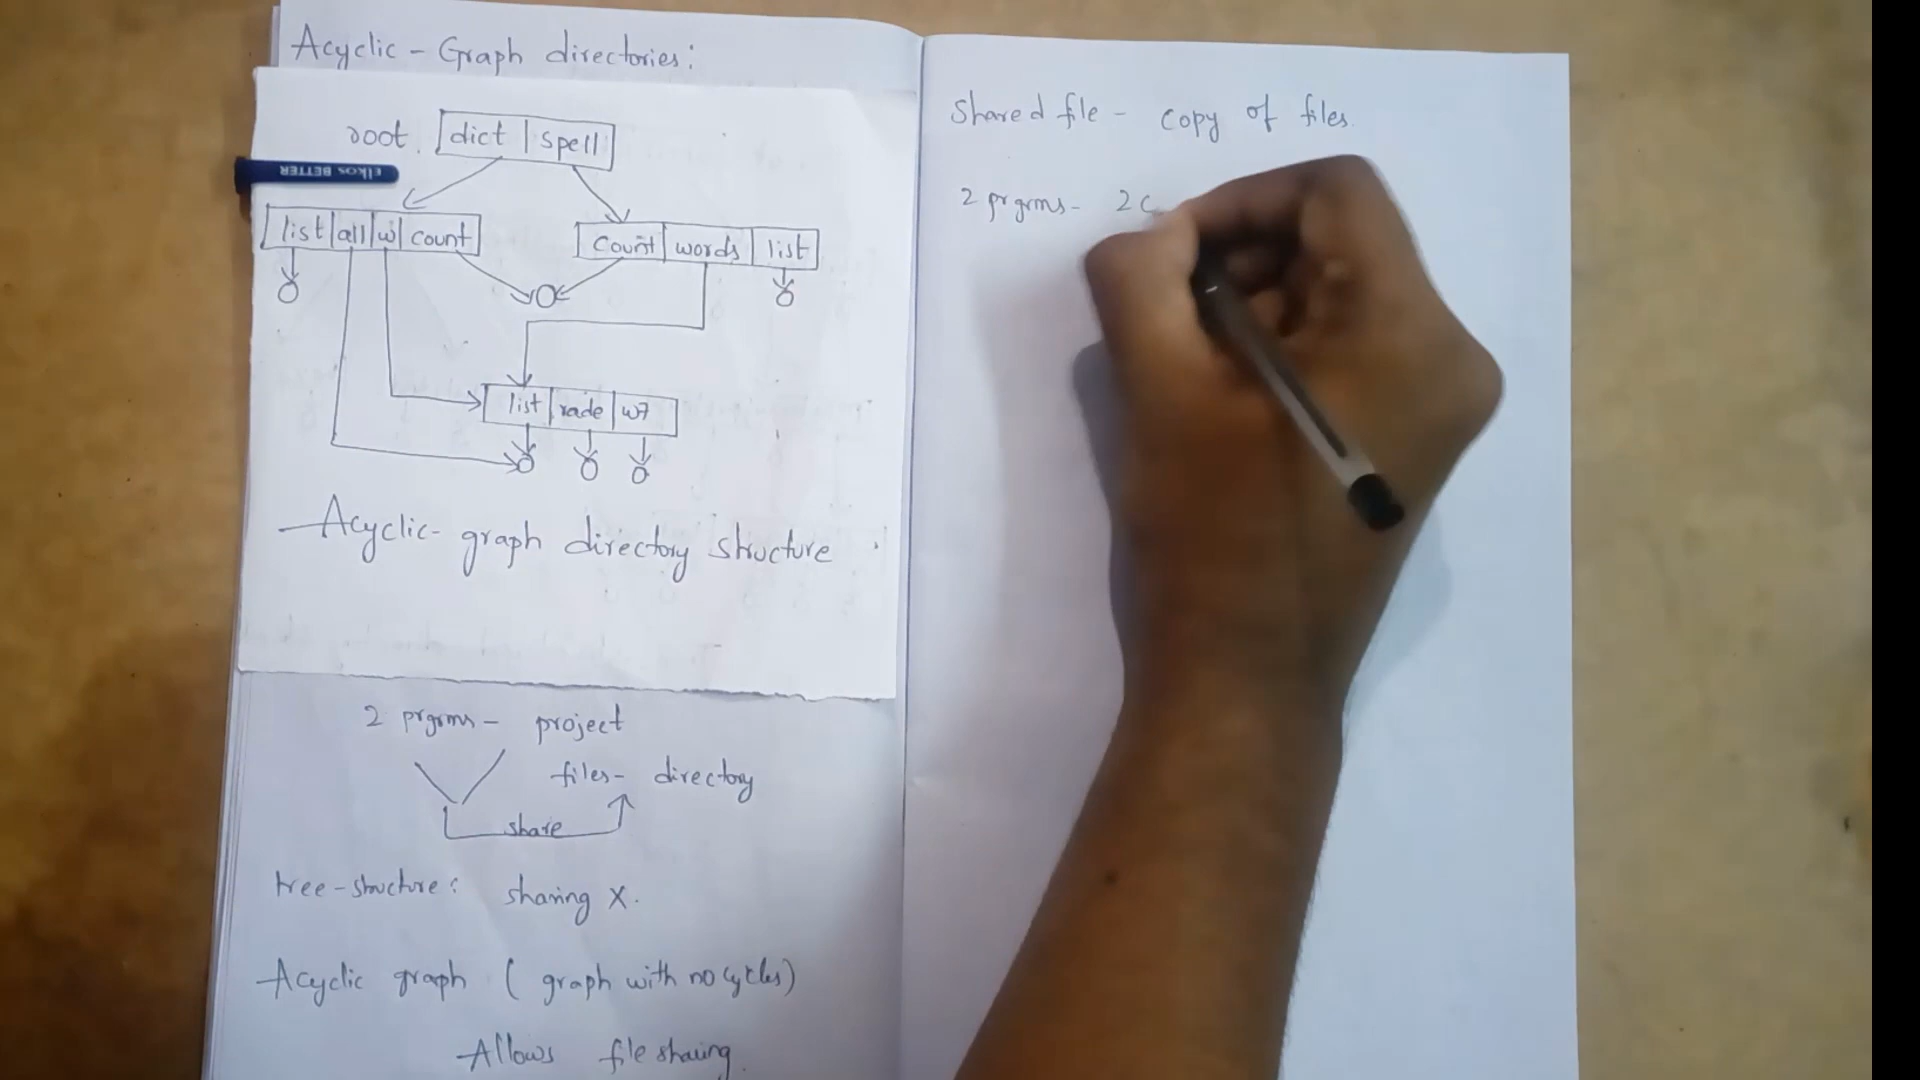 Acyclic - Graph directories:
root. dict spell
elkos BETTER
list all w count
count words list
list rade w7
Acyclic - graph directory structure
2 prgrms - project
files - directory
share
tree - structure: sharing X.
Acyclic graph ( graph with no cycles)
Allows file sharing.
Shared file - copy of files.
2 prgrms - 2 c